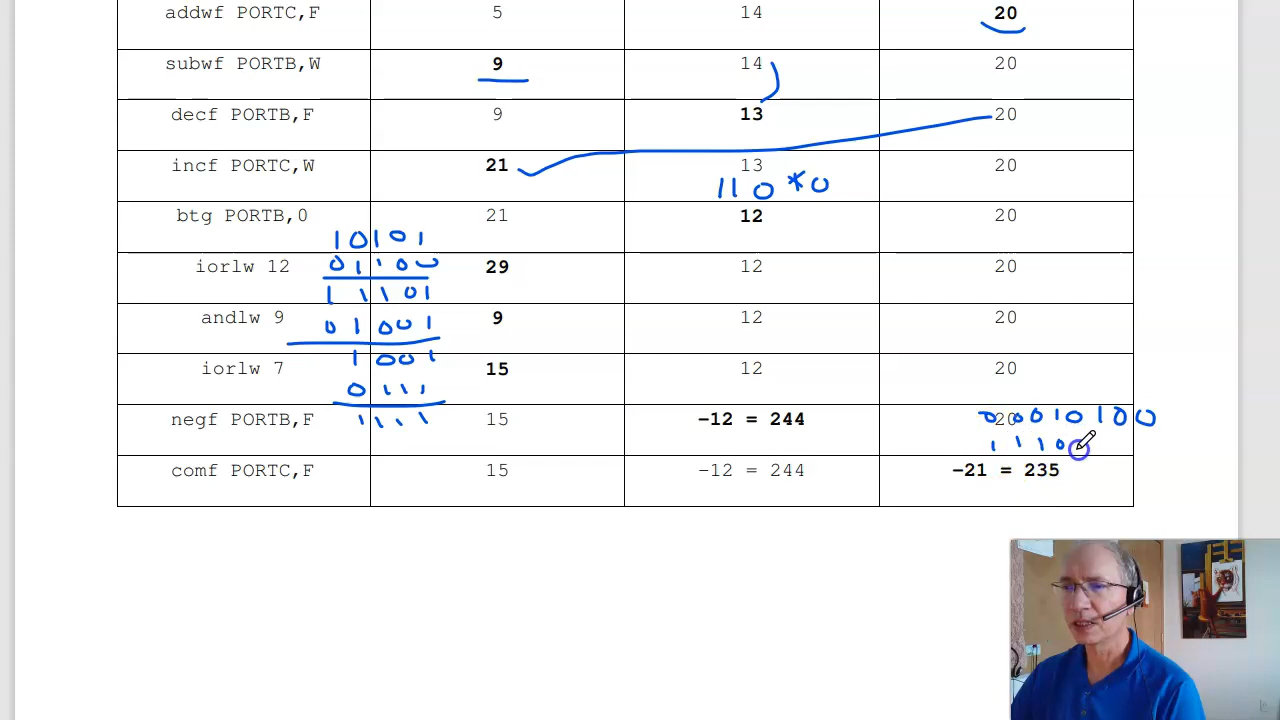 addwf PORTC,F 5 14 20
subwf PORTB,W 9 14 20
decf PORTB,F 9 13 20
incf PORTC,W 21 13 20
110*0
btg PORTB,0 21 12 20
10101
iorlw 12 01100 29 12 20
11101
andlw 9 01001 9 12 20
1001
iorlw 7 15 12 20
0111
negf PORTB,F 1111 15 -12 = 244 20 00010100
1110
comf PORTC,F 15 -12 = 244 -21 = 235